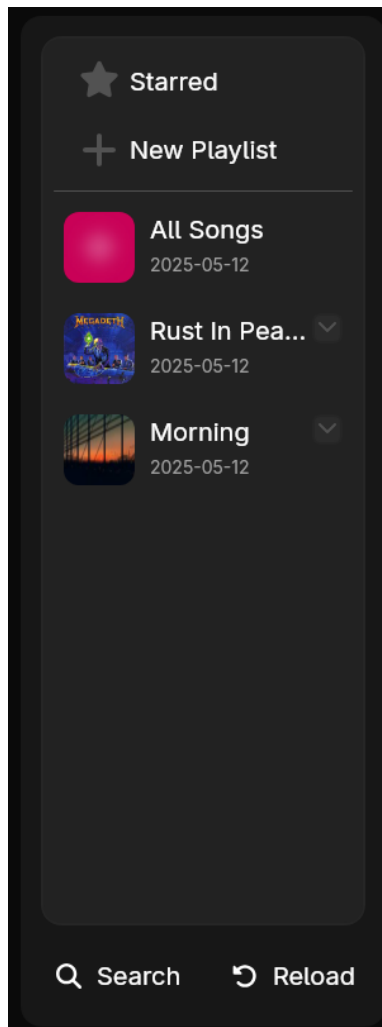 Starred
New Playlist
All Songs
2025-05-12
MEGADETH
Rust In Pea...
2025-05-12
Morning
2025-05-12
Search
Reload